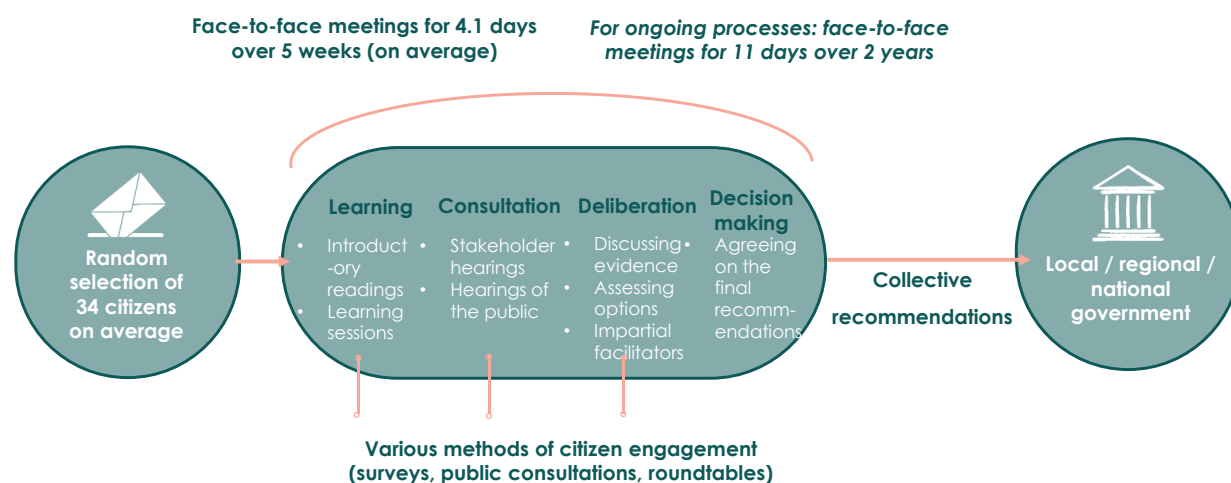 Face-to-face meetings for 4.1 days
over 5 weeks (on average)
For ongoing processes: face-to-face
meetings for 11 days over 2 years
Random
selection of
34 citizens
on average
Learning
• Introduct
-ory
readings
• Learning
sessions
Consultation
• Stakeholder
hearings
• Hearings of
the public
Deliberation
• Discussing
evidence
• Assessing
options
• Impartial
facilitators
Decision
making
• Agreeing
on the
final
recomm-
endations
Collective
recommendations
Local / regional /
national
government
Various methods of citizen engagement
(surveys, public consultations, roundtables)